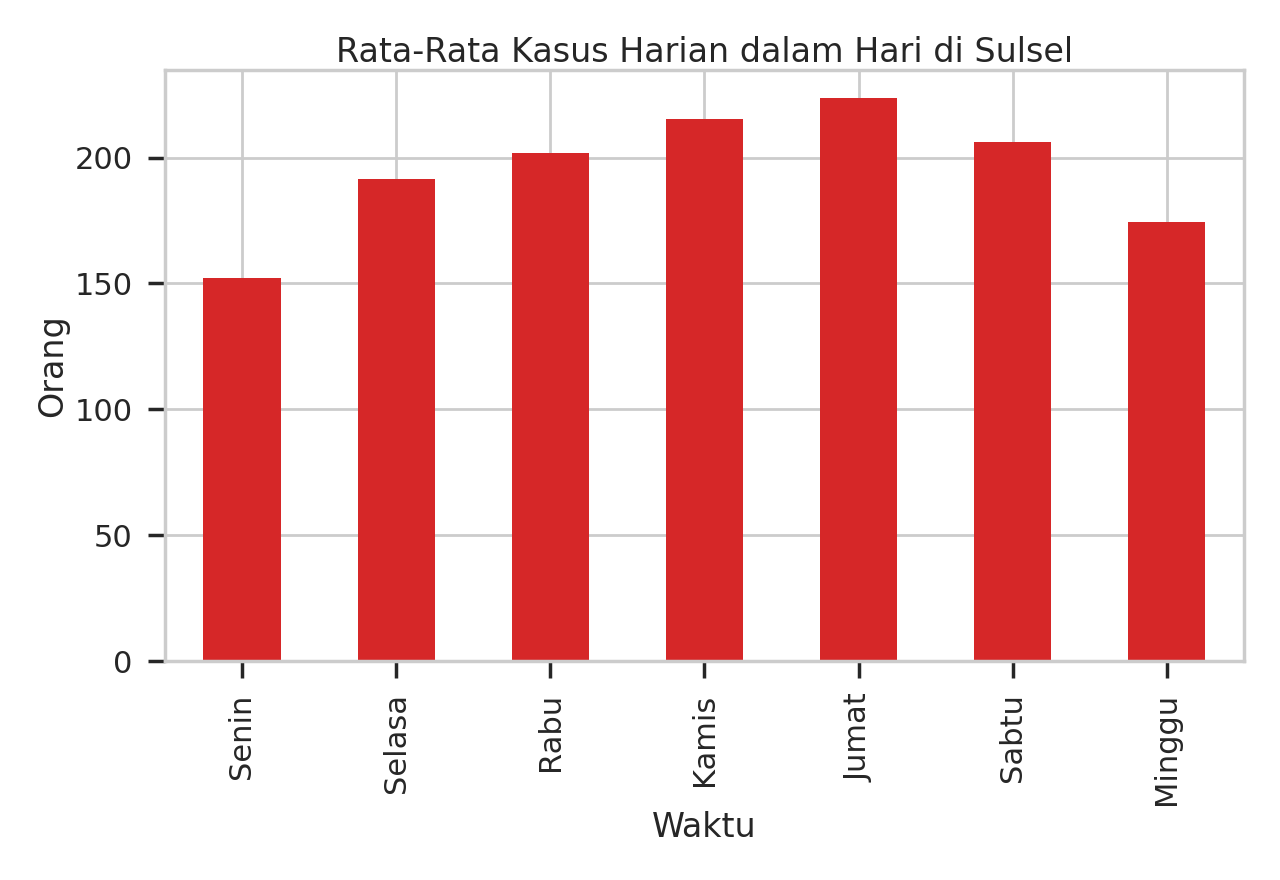 Rata-Rata Kasus Harian dalam Hari di Sulsel
Orang
200
150
100
50
0
Senin
Selasa
Rabu
Kamis
Jumat
Sabtu
Minggu
Waktu